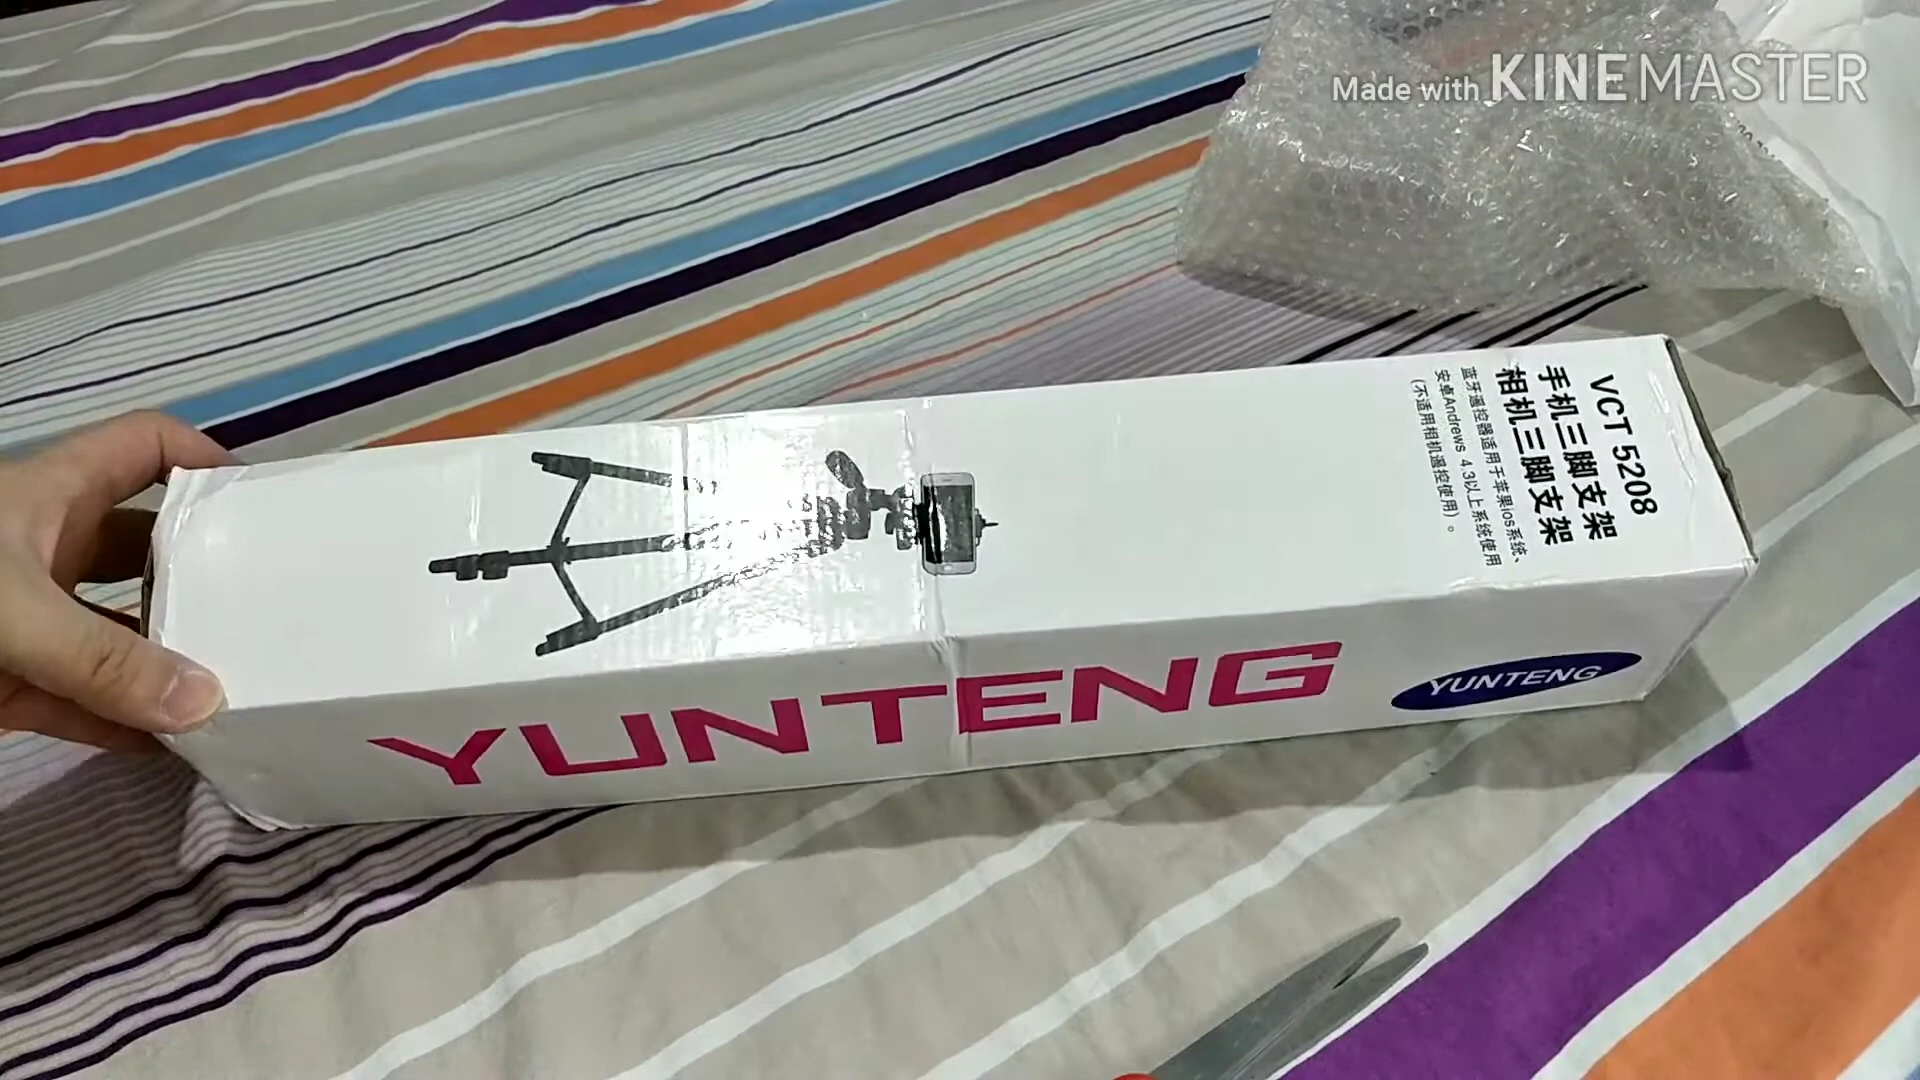 Made with KINEMASTER
VCT 5208
手机三脚支架
相机三脚支架
蓝牙遥控器适用于苹果ios系统、
安卓Andrews 4.3以上系统使用
(不适用相机遥控使用)。
YUNTENG
YUNTENG